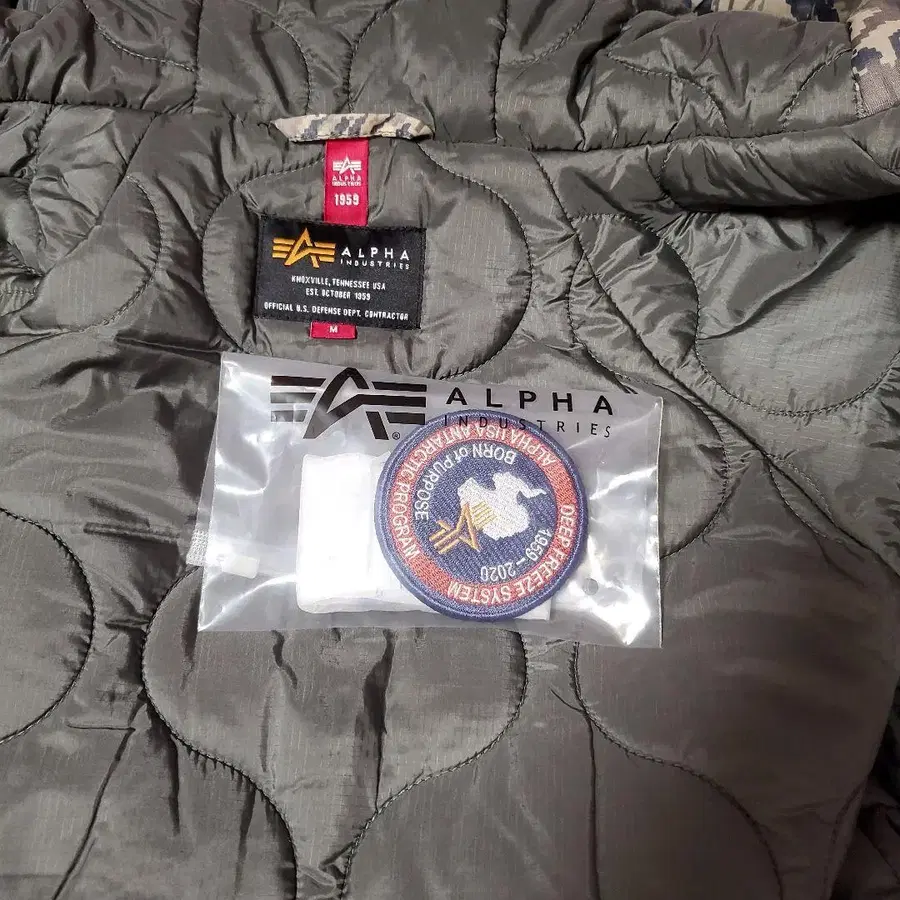 ALPHA
INDUSTRIES
1959
ALPHA
INDUSTRIES
KNOXVILLE, TENNESSEE USA
EST. OCTOBER 1959
OFFICIAL U.S. DEFENSE DEPT. CONTRACTOR
M
ALPHA
INDUSTRIES
®
ALPHA USA ANTARCTIC PROGRAM
BORN of PURPOSE
1959-2020
DEEP FREEZE SYSTEM